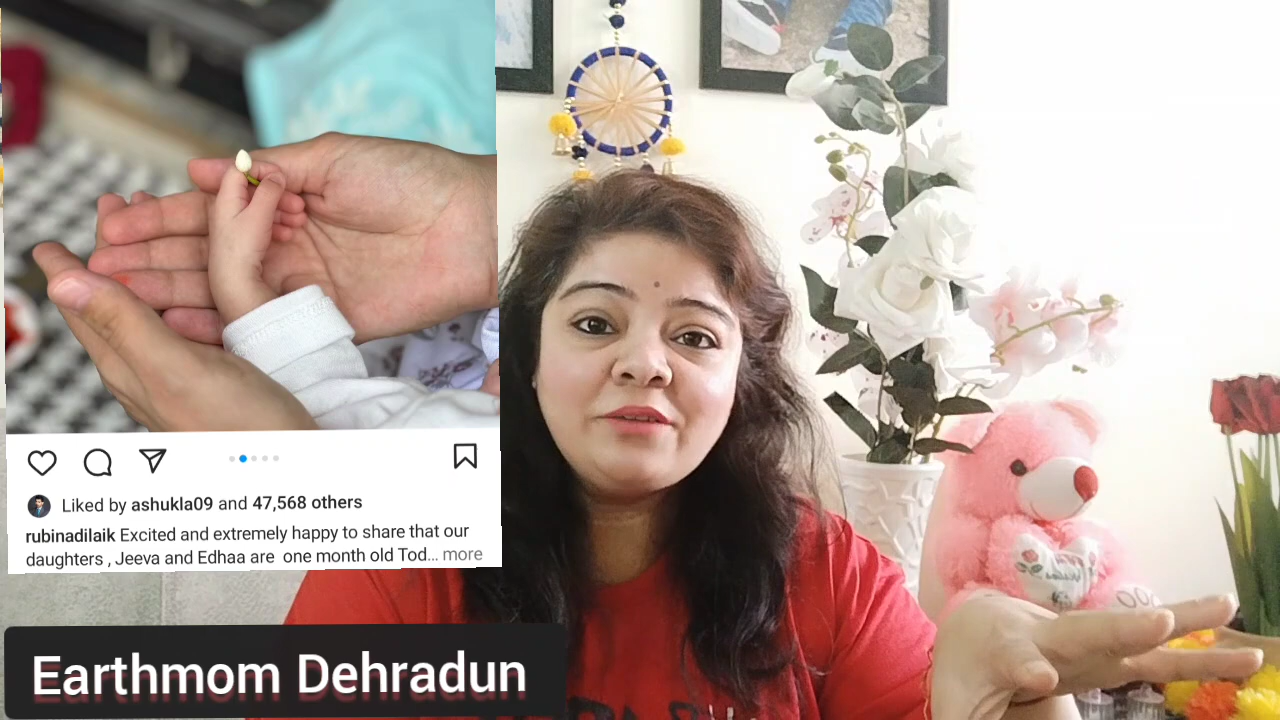 Liked by ashukla09 and 47,568 others
rubinadilaik Excited and extremely happy to share that our
daughters , Jeeva and Edhaa are one month old Tod... more
Earthmom Dehradun